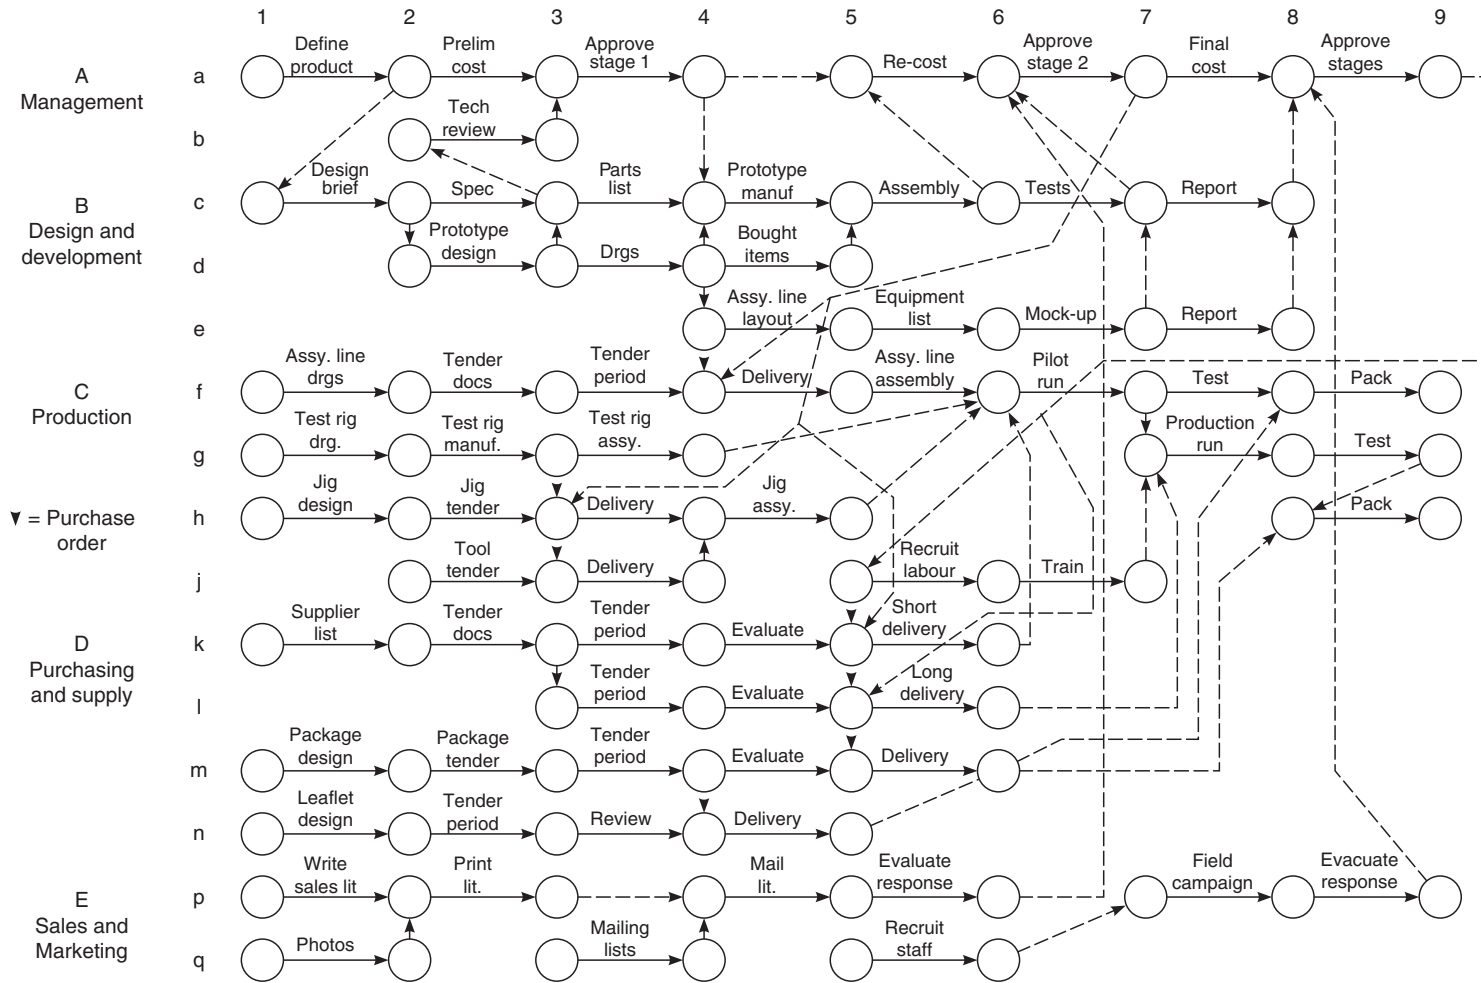 1 2 3 4 5 6 7 8 9
A
Management
a
Define
product
Prelim
cost
Approve
stage 1
Re-cost
Approve
stage 2
Final
cost
Approve
stages
b
Tech
review
B
Design and
development
c
Design
brief
Spec
Parts
list
Prototype
manuf
Assembly
Tests
Report
d
Prototype
design
Drgs
Bought
items
e
Assy. line
layout
Equipment
list
Mock-up
Report
C
Production
f
Assy. line
drgs
Tender
docs
Tender
period
Delivery
Assy. line
assembly
Pilot
run
Test
Pack
g
Test rig
drg.
Test rig
manuf.
Test rig
assy.
Production
run
Test
▼ = Purchase
order
h
Jig
design
Jig
tender
Delivery
Jig
assy.
Pack
j
Tool
tender
Delivery
Recruit
labour
Train
D
Purchasing
and supply
k
Supplier
list
Tender
docs
Tender
period
Evaluate
Short
delivery
l
Tender
period
Evaluate
Long
delivery
m
Package
design
Package
tender
Tender
period
Evaluate
Delivery
n
Leaflet
design
Tender
period
Review
Delivery
E
Sales and
Marketing
p
Write
sales lit
Print
lit.
Mail
lit.
Evaluate
response
Field
campaign
Evacuate
response
q
Photos
Mailing
lists
Recruit
staff